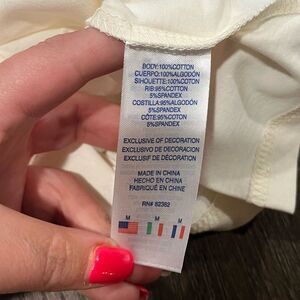 BODY:100%COTTON
CUERPO:100%ALGODÓN
SILHOUETTE:100%COTON
RIB:95%COTON
5%SPANDEX
COSTILLA:95%ALGODÓN
5%SPANDEX
CÔTE:95%COTON
5%SPANDEX
EXCLUSIVE OF DECORATION
EXCLUSIVO DE DECORACION
EXCLUSIF DE DÉCORATION
MADE IN CHINA
HECHO EN CHINA
FABRIQUÉ EN CHINE
RN# 82382
M M M